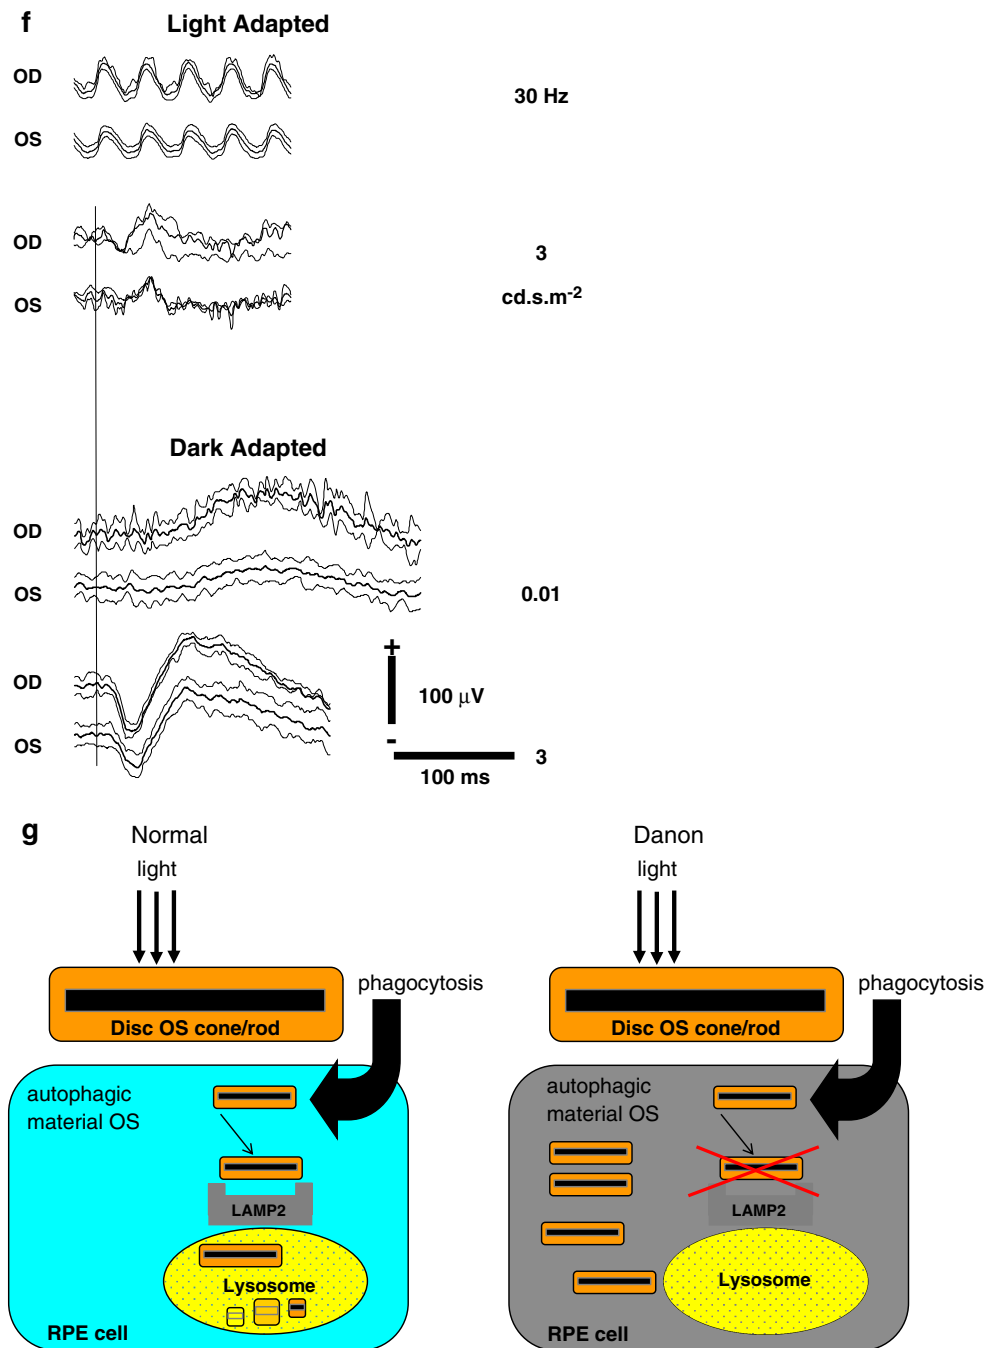 f
Light Adapted
OD
30 Hz
OS
OD
3
cd.s.m-2
OS
Dark Adapted
OD
OS
0.01
OD
+
100 μV
-
OS
3
100 ms
g
Normal
light
phagocytosis
Disc OS cone/rod
autophagic
material OS
LAMP2
Lysosome
RPE cell
Danon
light
phagocytosis
Disc OS cone/rod
autophagic
material OS
LAMP2
Lysosome
RPE cell